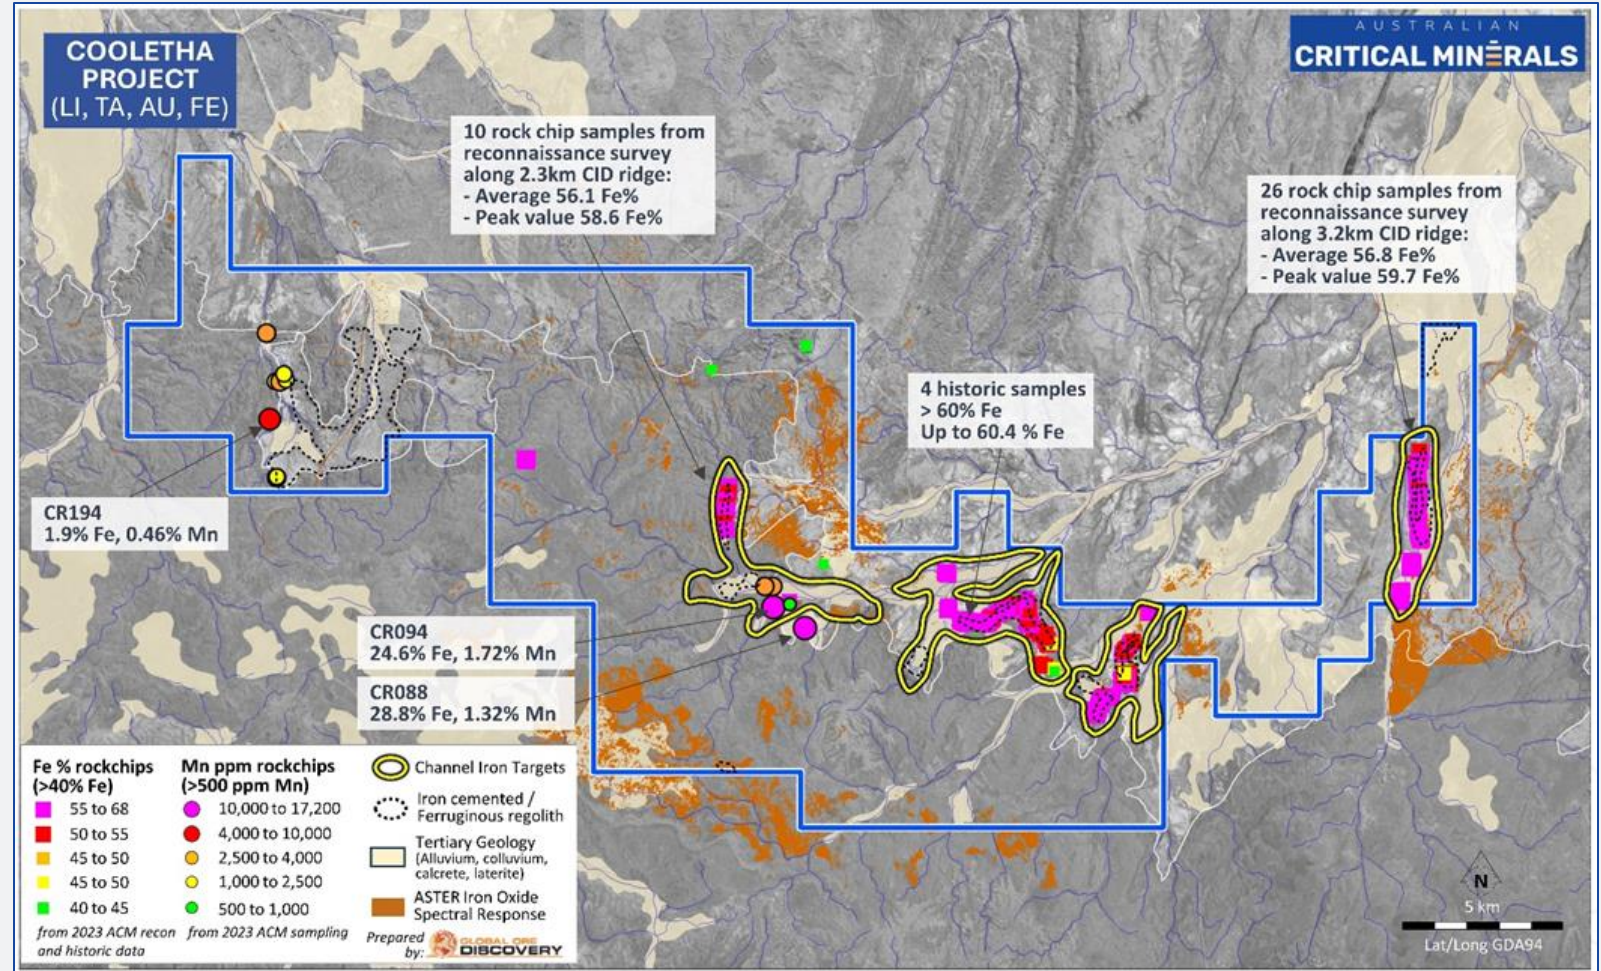 COOLETHA
PROJECT
(LI, TA, AU, FE)
AUSTRALIAN
CRITICAL MINERALS
10 rock chip samples from
reconnaissance survey
along 2.3km CID ridge:
- Average 56.1 Fe%
- Peak value 58.6 Fe%
26 rock chip samples from
reconnaissance survey
along 3.2km CID ridge:
- Average 56.8 Fe%
- Peak value 59.7 Fe%
4 historic samples
> 60% Fe
Up to 60.4 % Fe
CR194
1.9% Fe, 0.46% Mn
CR094
24.6% Fe, 1.72% Mn
CR088
28.8% Fe, 1.32% Mn
Fe % rockchips
(>40% Fe)
55 to 68
50 to 55
45 to 50
45 to 50
40 to 45
from 2023 ACM recon
and historic data
Mn ppm rockchips
(>500 ppm Mn)
10,000 to 17,200
4,000 to 10,000
2,500 to 4,000
1,000 to 2,500
500 to 1,000
from 2023 ACM sampling
Channel Iron Targets
Iron cemented /
Ferruginous regolith
Tertiary Geology
(Alluvium, colluvium,
calcrete, laterite)
ASTER Iron Oxide
Spectral Response
Prepared
by:
GLOBAL ORE
DISCOVERY
N
5 km
Lat/Long GDA94